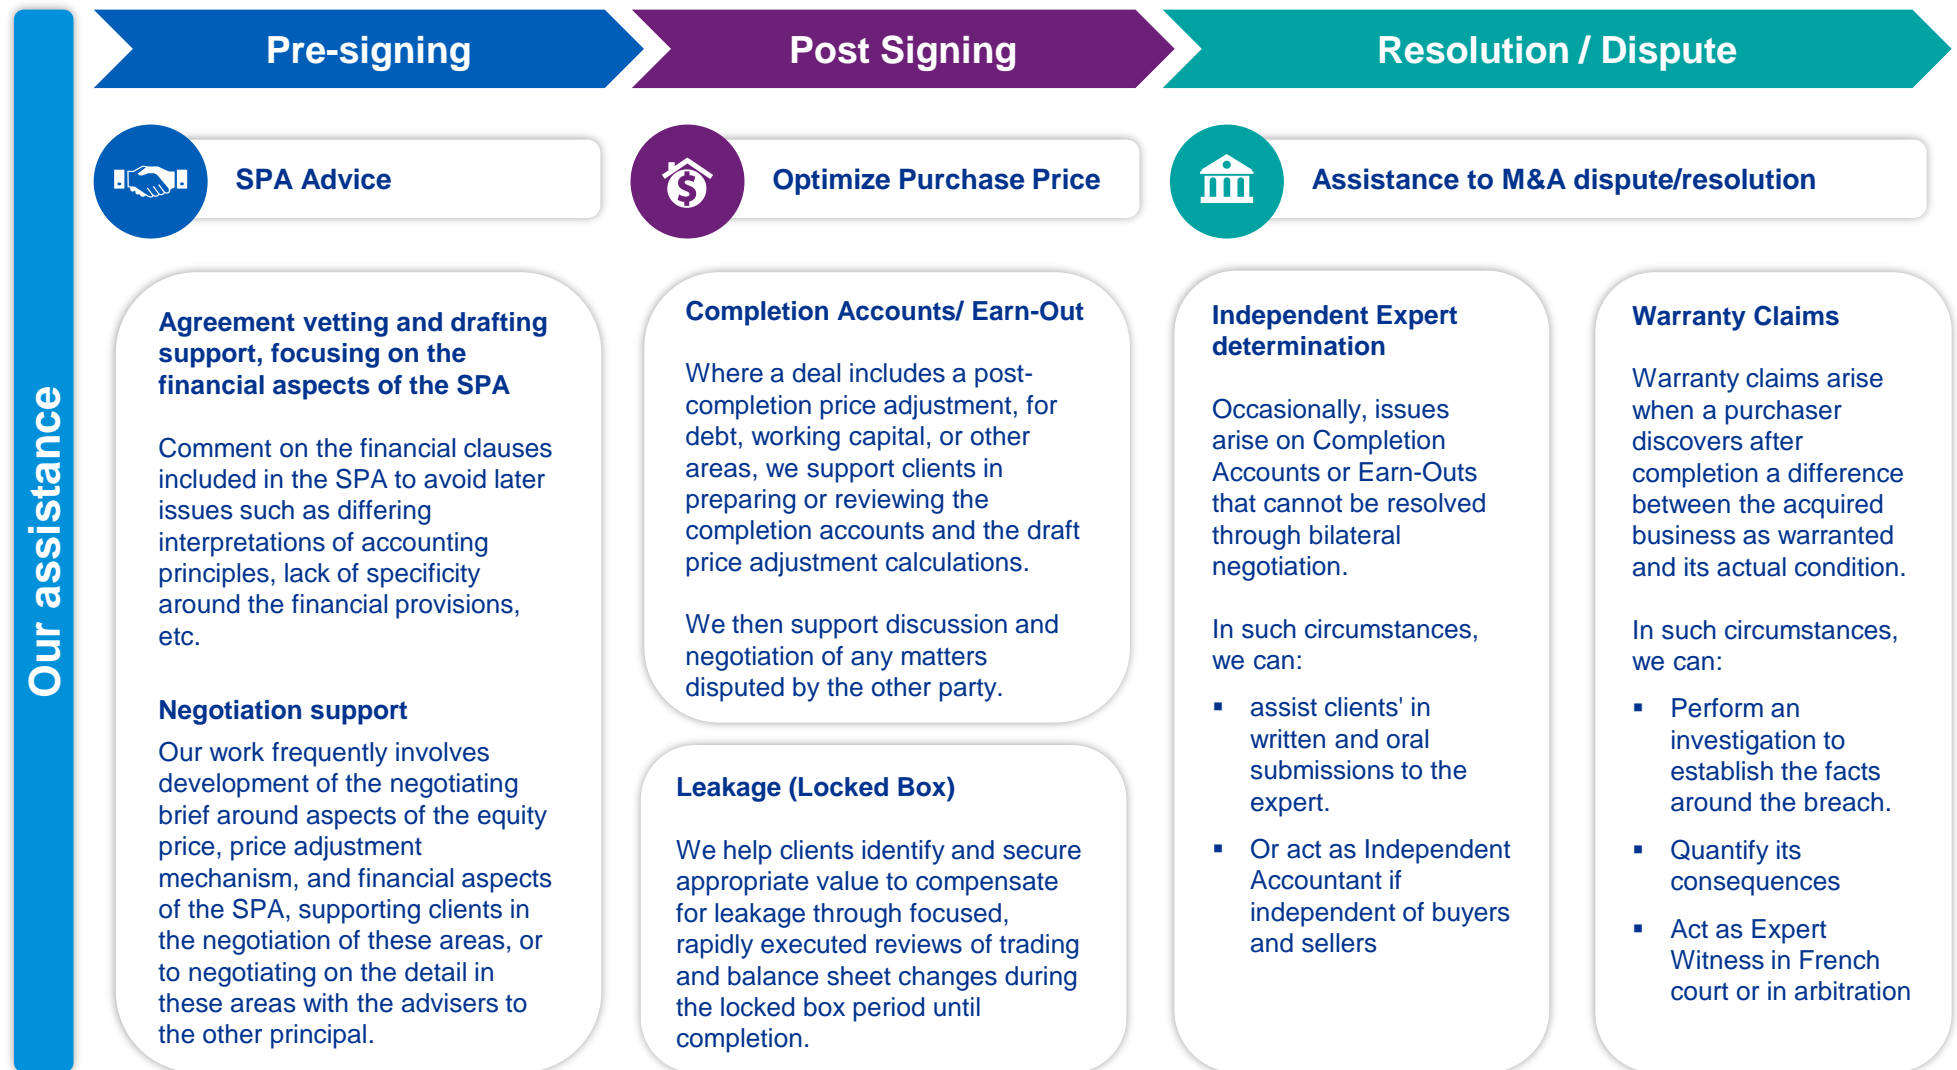 Our assistance
Pre-signing
Post Signing
Resolution / Dispute
SPA Advice
Optimize Purchase Price
Assistance to M&A dispute/resolution
Agreement vetting and drafting
support, focusing on the
financial aspects of the SPA
Comment on the financial clauses
included in the SPA to avoid later
issues such as differing
interpretations of accounting
principles, lack of specificity
around the financial provisions,
etc.
Negotiation support
Our work frequently involves
development of the negotiating
brief around aspects of the equity
price, price adjustment
mechanism, and financial aspects
of the SPA, supporting clients in
the negotiation of these areas, or
to negotiating on the detail in
these areas with the advisers to
the other principal.
Completion Accounts/ Earn-Out
Where a deal includes a post-
completion price adjustment, for
debt, working capital, or other
areas, we support clients in
preparing or reviewing the
completion accounts and the draft
price adjustment calculations.
We then support discussion and
negotiation of any matters
disputed by the other party.
Leakage (Locked Box)
We help clients identify and secure
appropriate value to compensate
for leakage through focused,
rapidly executed reviews of trading
and balance sheet changes during
the locked box period until
completion.
Independent Expert
determination
Occasionally, issues
arise on Completion
Accounts or Earn-Outs
that cannot be resolved
through bilateral
negotiation.
In such circumstances,
we can:
▪ assist clients' in
written and oral
submissions to the
expert.
▪ Or act as Independent
Accountant if
independent of buyers
and sellers
Warranty Claims
Warranty claims arise
when a purchaser
discovers after
completion a difference
between the acquired
business as warranted
and its actual condition.
In such circumstances,
we can:
▪ Perform an
investigation to
establish the facts
around the breach.
▪ Quantify its
consequences
▪ Act as Expert
Witness in French
court or in arbitration